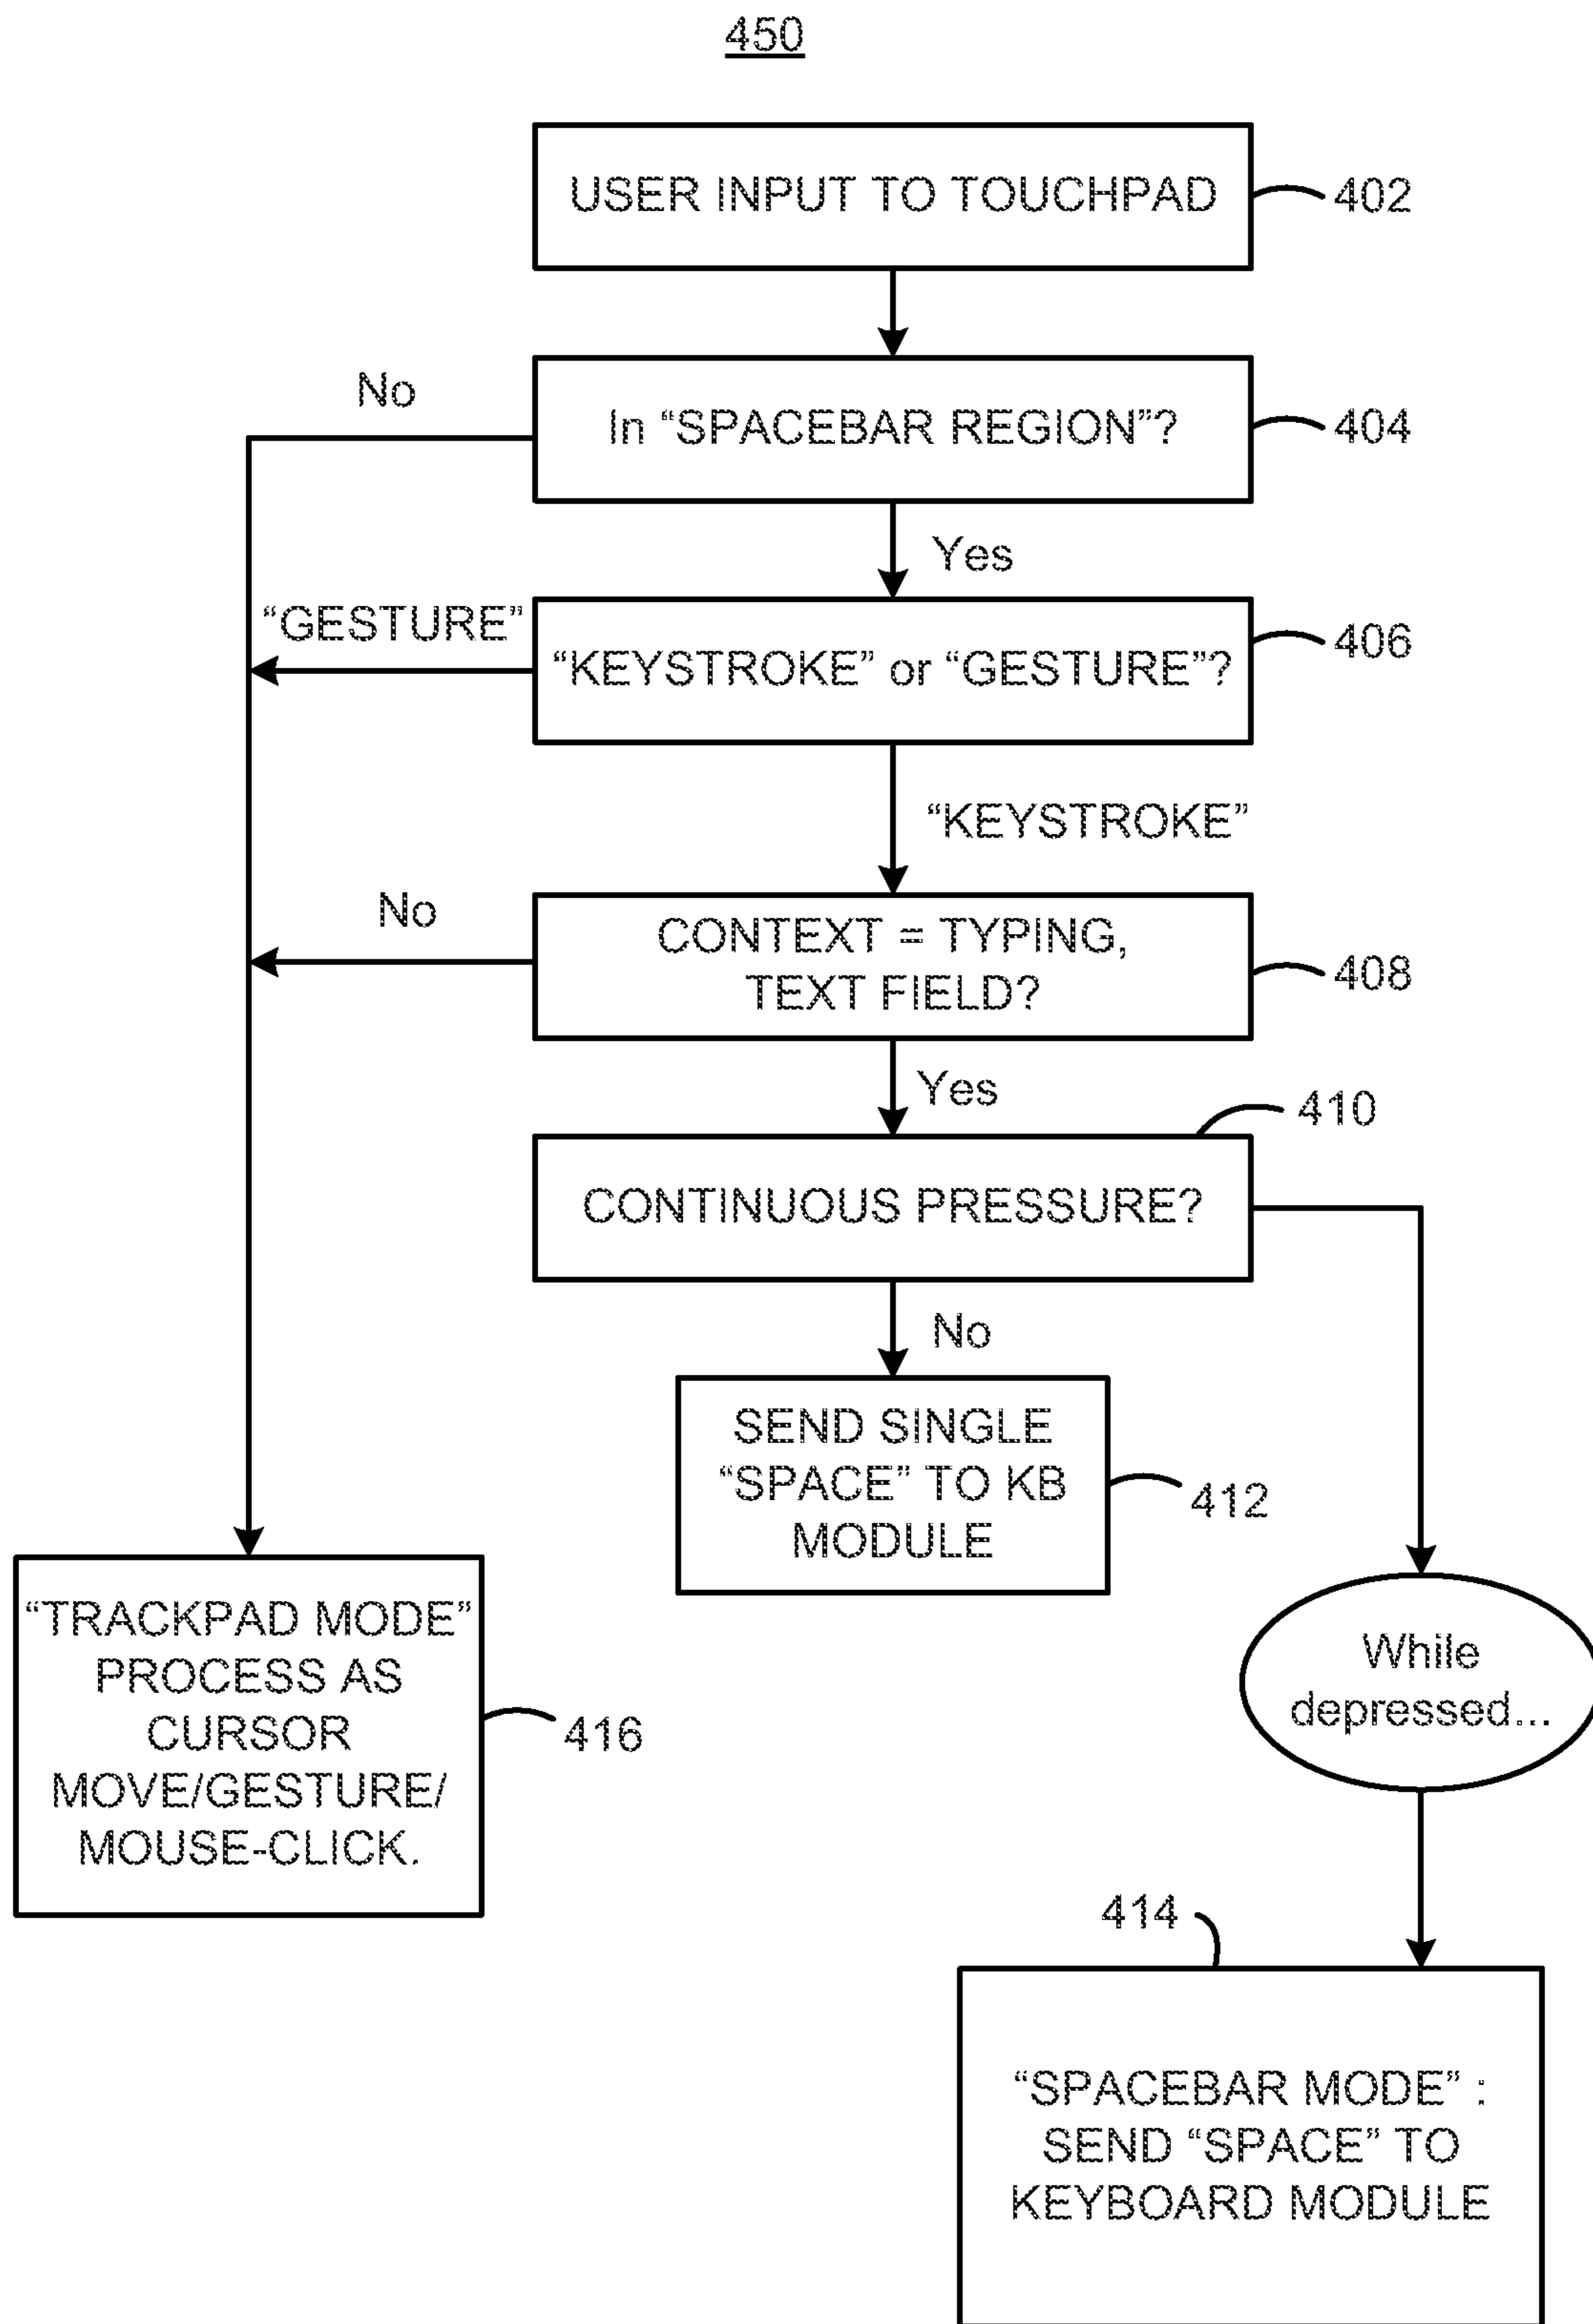 450
USER INPUT TO TOUCHPAD
402
No
In “SPACEBAR REGION”?
404
Yes
“GESTURE”
“KEYSTROKE” or “GESTURE”?
406
“KEYSTROKE”
No
CONTEXT = TYPING,
TEXT FIELD?
408
Yes
410
CONTINUOUS PRESSURE?
No
SEND SINGLE
“SPACE” TO KB
MODULE
412
“TRACKPAD MODE”
PROCESS AS
CURSOR
MOVE/GESTURE/
MOUSE-CLICK.
416
While
depressed...
414
“SPACEBAR MODE” :
SEND “SPACE” TO
KEYBOARD MODULE